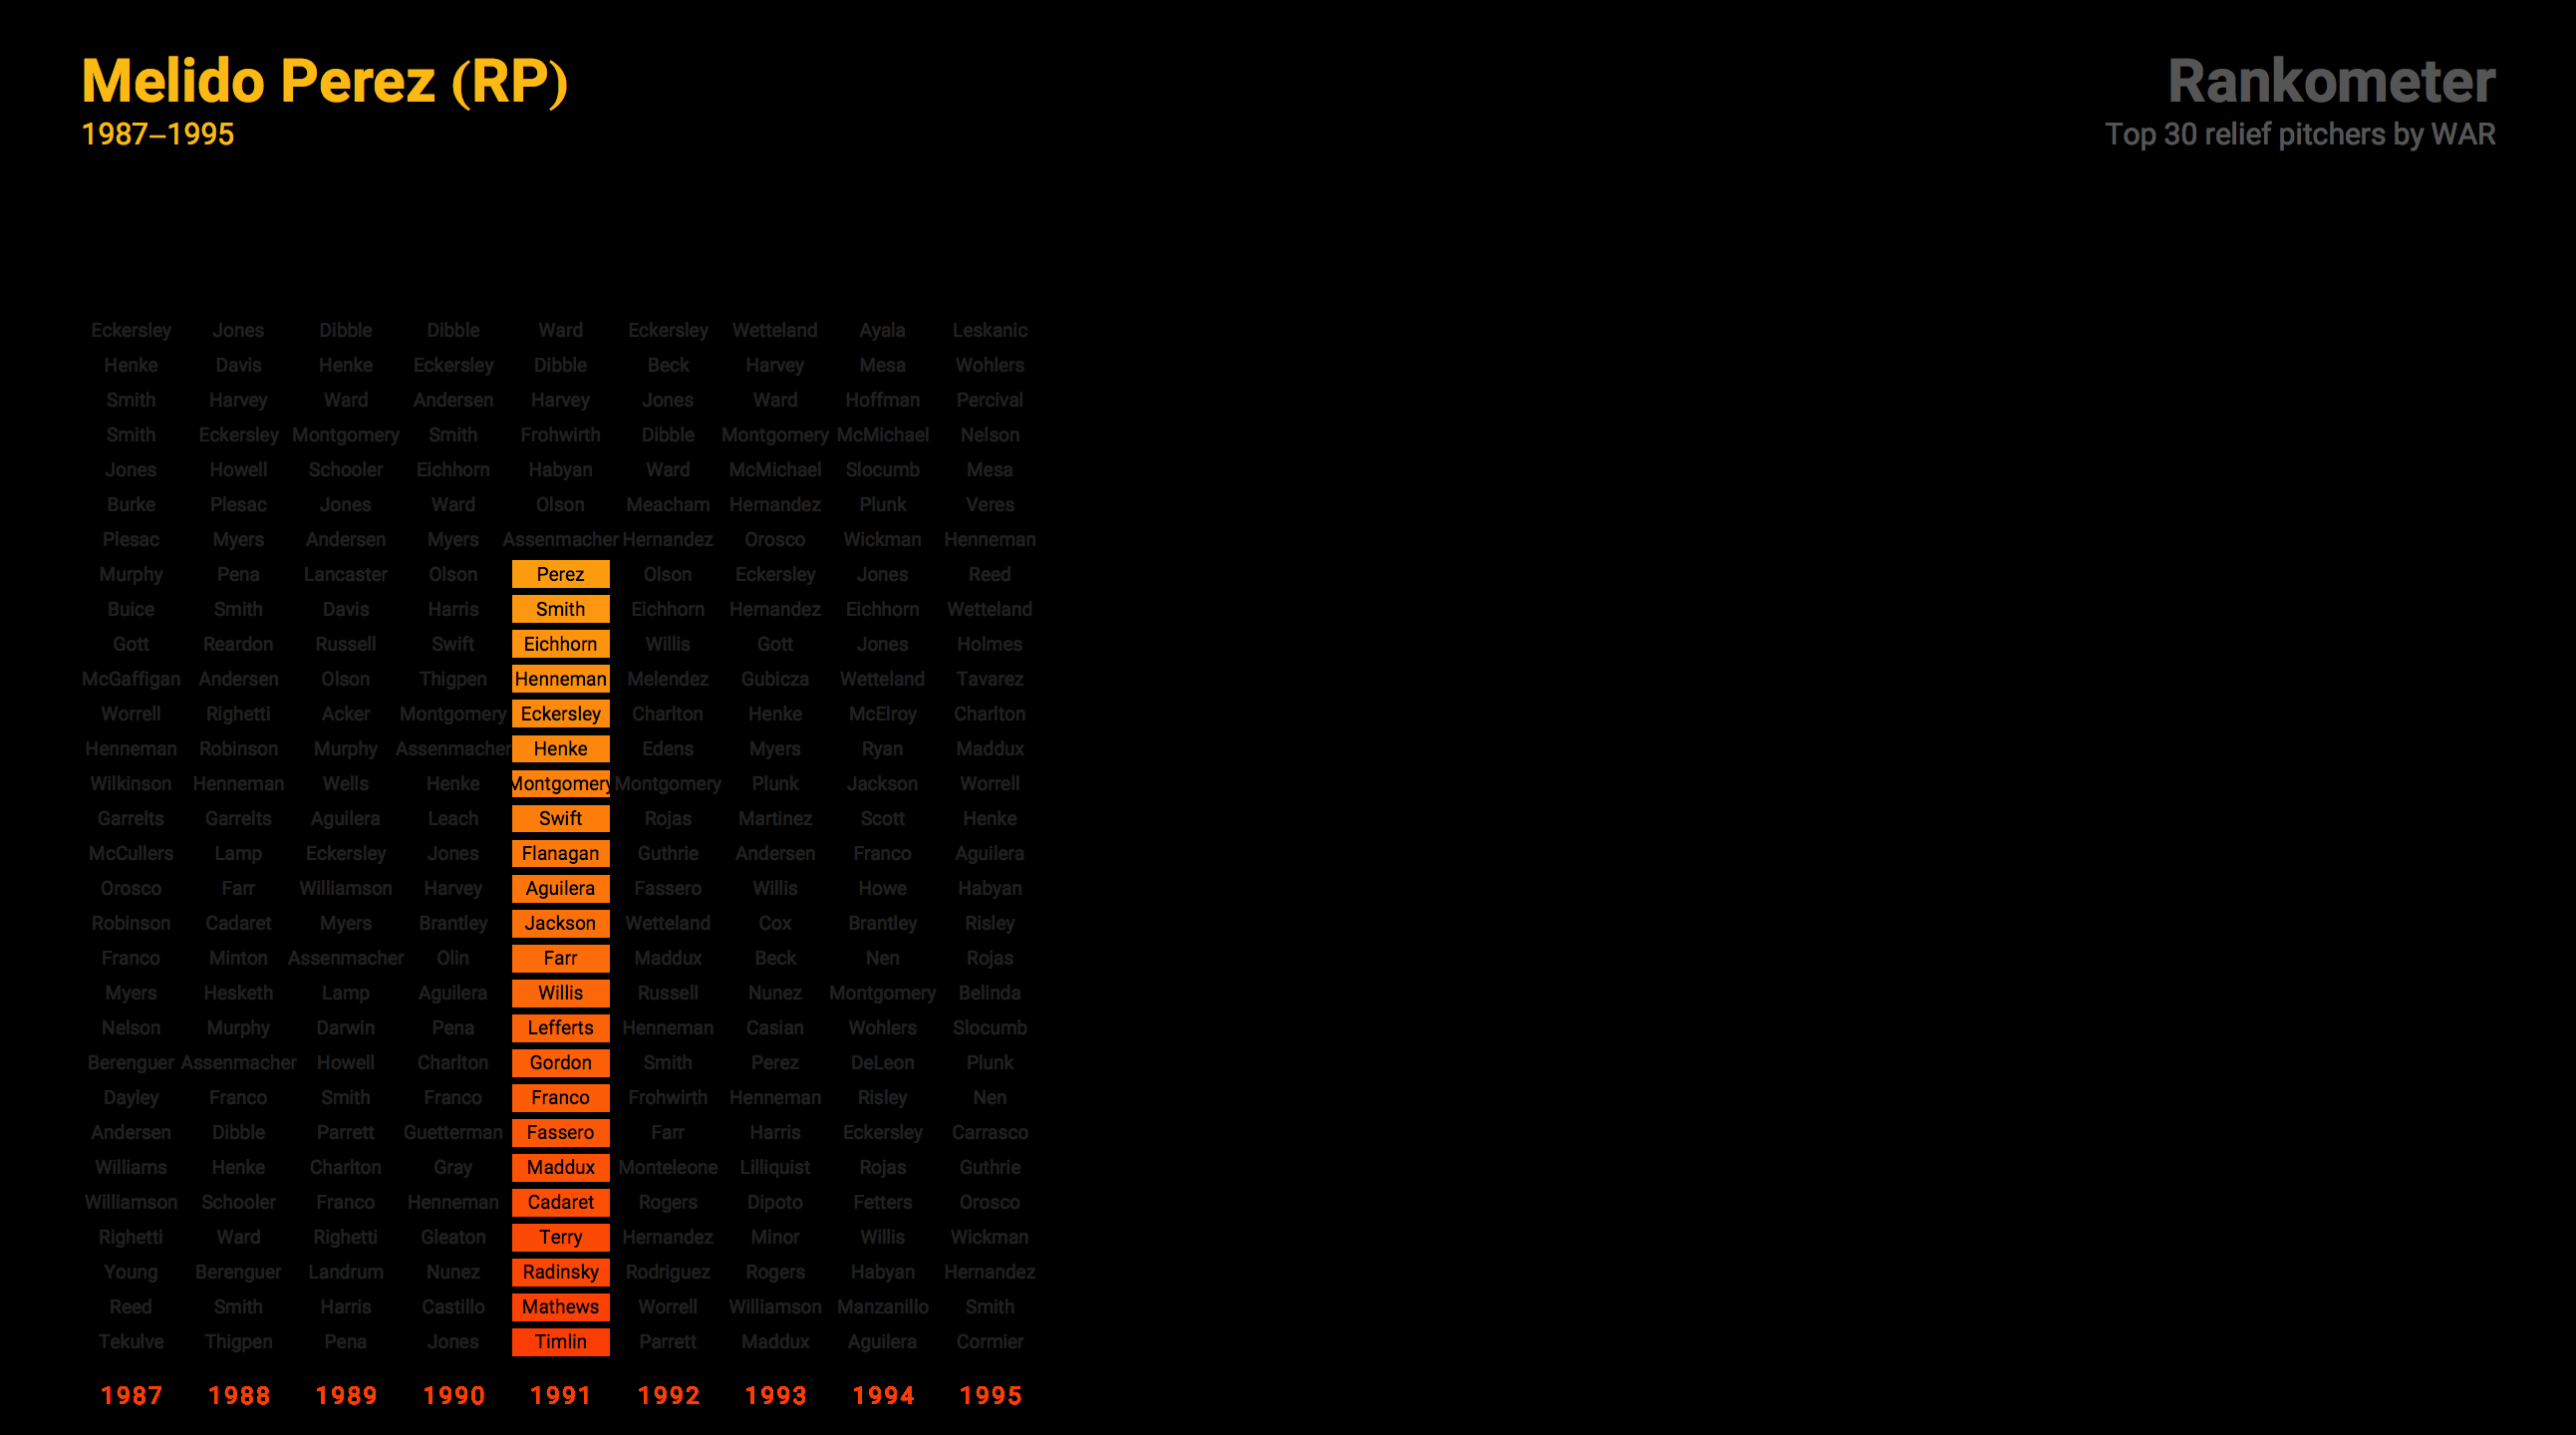 Melido Perez (RP)
1987–1995
Rankometer
Top 30 relief pitchers by WAR
Eckersley Jones Dibble Dibble Ward Eckersley Wetteland Ayala Leskanic
Henke Davis Henke Eckersley Dibble Beck Harvey Mesa Wohlers
Smith Harvey Ward Andersen Harvey Jones Ward Hoffman Percival
Smith Eckersley Montgomery Smith Frohwirth Dibble Montgomery McMichael Nelson
Jones Howell Schooler Eichhorn Habyan Ward McMichael Slocumb Mesa
Burke Plesac Jones Ward Olson Meacham Hernandez Plunk Veres
Plesac Myers Andersen Myers Assenmacher Hernandez Orosco Wickman Henneman
Murphy Pena Lancaster Olson Perez Olson Eckersley Jones Reed
Buice Smith Davis Harris Smith Eichhorn Hernandez Eichhorn Wetteland
Gott Reardon Russell Swift Eichhorn Willis Gott Jones Holmes
McGaffigan Andersen Olson Thigpen Henneman Melendez Gubicza Wetteland Tavarez
Worrell Righetti Acker Montgomery Eckersley Charlton Henke McElroy Charlton
Henneman Robinson Murphy Assenmacher Henke Edens Myers Ryan Maddux
Wilkinson Henneman Wells Henke Montgomery Montgomery Plunk Jackson Worrell
Garrelts Garrelts Aguilera Leach Swift Rojas Martinez Scott Henke
McCullers Lamp Eckersley Jones Flanagan Guthrie Andersen Franco Aguilera
Orosco Farr Williamson Harvey Aguilera Fassero Willis Howe Habyan
Robinson Cadaret Myers Brantley Jackson Wetteland Cox Brantley Risley
Franco Minton Assenmacher Olin Farr Maddux Beck Nen Rojas
Myers Hesketh Lamp Aguilera Willis Russell Nunez Montgomery Belinda
Nelson Murphy Darwin Pena Lefferts Henneman Casian Wohlers Slocumb
Berenguer Assenmacher Howell Charlton Gordon Smith Perez DeLeon Plunk
Dayley Franco Smith Franco Franco Frohwirth Henneman Risley Nen
Andersen Dibble Parrett Guetterman Fassero Farr Harris Eckersley Carrasco
Williams Henke Charlton Gray Maddux Monteleone Lilliquist Rojas Guthrie
Williamson Schooler Franco Henneman Cadaret Rogers Dipoto Fetters Orosco
Righetti Ward Righetti Gleaton Terry Hernandez Minor Willis Wickman
Young Berenguer Landrum Nunez Radinsky Rodriguez Rogers Habyan Hernandez
Reed Smith Harris Castillo Mathews Worrell Williamson Manzanillo Smith
Tekulve Thigpen Pena Jones Timlin Parrett Maddux Aguilera Cormier
1987 1988 1989 1990 1991 1992 1993 1994 1995